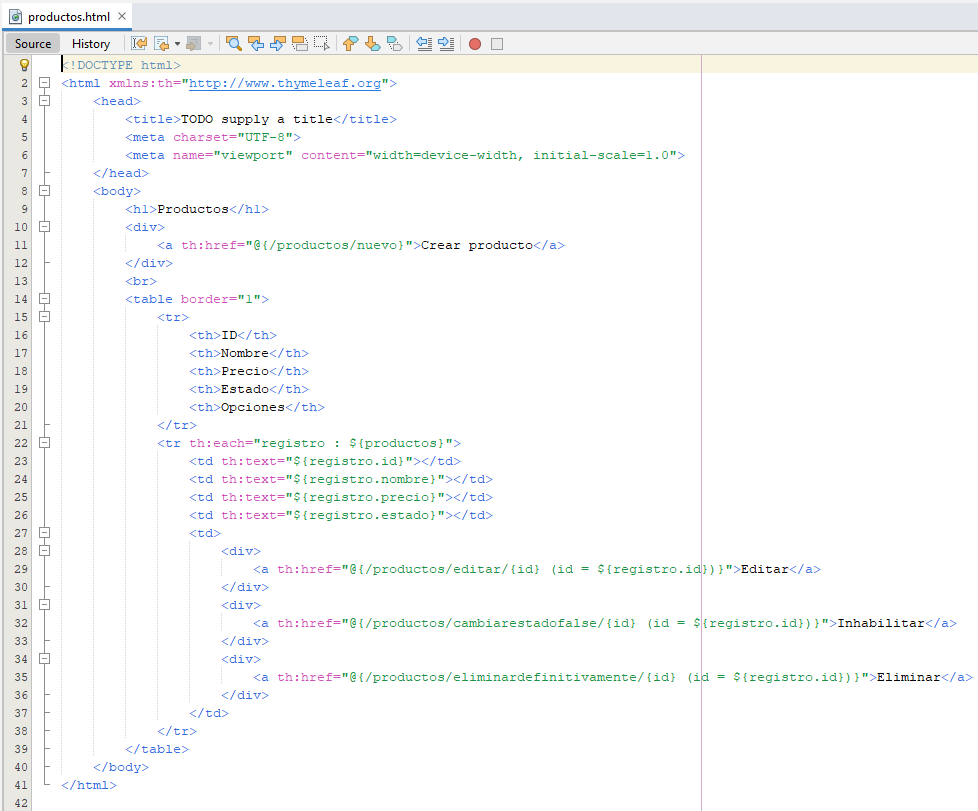 productos.html
Source History
<!DOCTYPE html>
2 <html xmlns:th="http://www.thymeleaf.org">
3     <head>
4         <title>TODO supply a title</title>
5         <meta charset="UTF-8">
6         <meta name="viewport" content="width=device-width, initial-scale=1.0">
7     </head>
8     <body>
9         <h1>Productos</h1>
10         <div>
11             <a th:href="@{/productos/nuevo}">Crear producto</a>
12         </div>
13         <br>
14         <table border="1">
15             <tr>
16                 <th>ID</th>
17                 <th>Nombre</th>
18                 <th>Precio</th>
19                 <th>Estado</th>
20                 <th>Opciones</th>
21             </tr>
22             <tr th:each="registro : ${productos}">
23                 <td th:text="${registro.id}"></td>
24                 <td th:text="${registro.nombre}"></td>
25                 <td th:text="${registro.precio}"></td>
26                 <td th:text="${registro.estado}"></td>
27                 <td>
28                     <div>
29                         <a th:href="@{/productos/editar/{id} (id = ${registro.id})}">Editar</a>
30                     </div>
31                     <div>
32                         <a th:href="@{/productos/cambiarestadofalse/{id} (id = ${registro.id})}">Inhabilitar</a>
33                     </div>
34                     <div>
35                         <a th:href="@{/productos/eliminardefinitivamente/{id} (id = ${registro.id})}">Eliminar</a>
36                     </div>
37                 </td>
38             </tr>
39         </table>
40     </body>
41 </html>
42